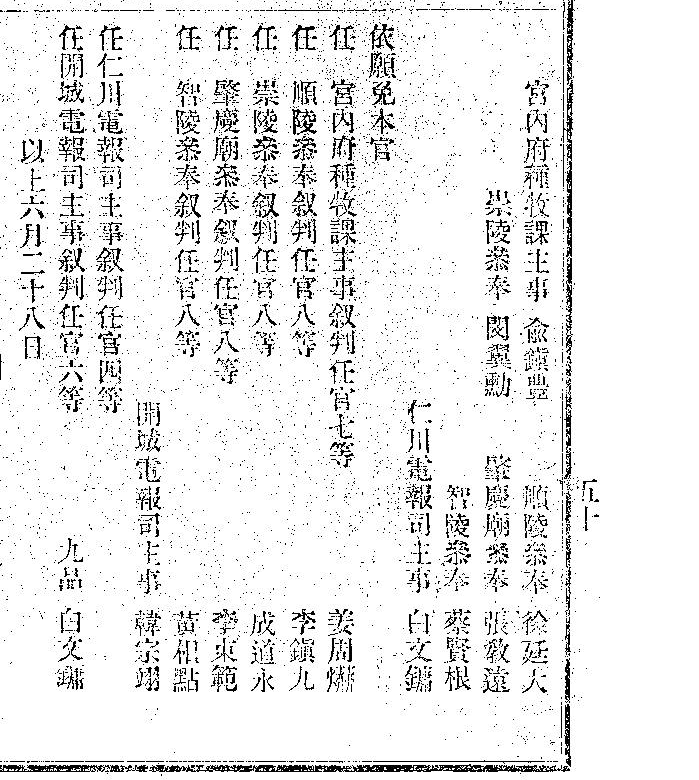 五十
宮內府種牧課主事 兪鎭豊 順陵叅奉 徐廷大
崇陵叅奉 閔翼勳 肇慶廟叅奉 張敎遠
智陵叅奉 蔡賢根
仁川電報司主事 白文鏞
依願免本官
任 宮內府種牧課主事叙判任官七等 姜周爀
任 順陵叅奉叙判任官八等 李鎭九
任 崇陵叅奉叙判任官八等 成道永
任 肇慶廟叅奉叙判任官八等 李東範
任 智陵叅奉叙判任官八等 黃相點
開城電報司主事 韓宗翊
任仁川電報司主事叙判任官四等
任開城電報司主事叙判任官六等 九品 白文鏞
以上六月二十八日